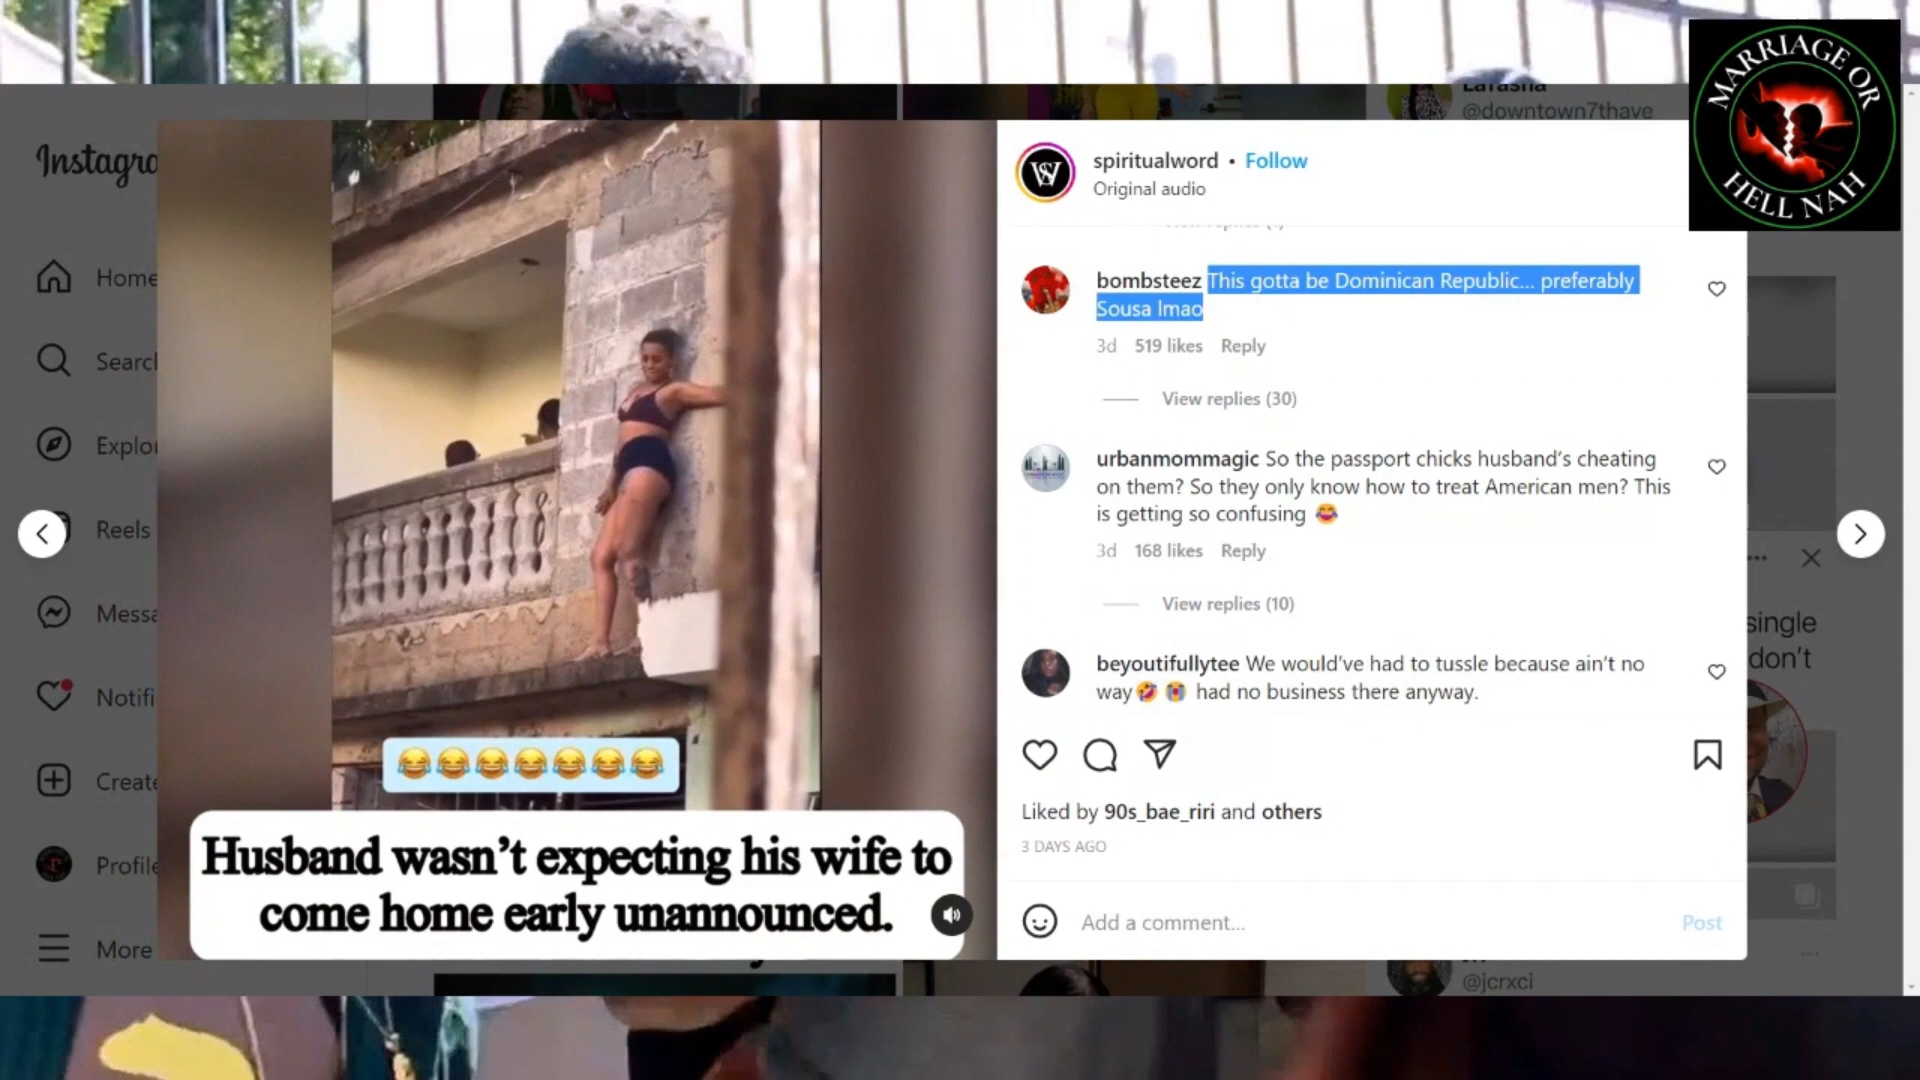 Instagra
Home
Search
Explor
Reels
Messa
Notifi
Create
Profile
More
😂😂😂😂😂😂😂
Husband wasn't expecting his wife to
come home early unannounced.
LaTasha
@downtown7thave
MARRIAGE OR
HELL NAH
spiritualword • Follow
Original audio
bombsteez This gotta be Dominican Republic... preferably
Sousa lmao
3d 519 likes Reply
View replies (30)
urbanmommagic So the passport chicks husband's cheating
on them? So they only know how to treat American men? This
is getting so confusing 😂
3d 168 likes Reply
View replies (10)
beyoutifullytee We would've had to tussle because ain't no
way🤣 😭 had no business there anyway.
Liked by 90s_bae_riri and others
3 DAYS AGO
Add a comment...
Post
single
don't
@jcrxci